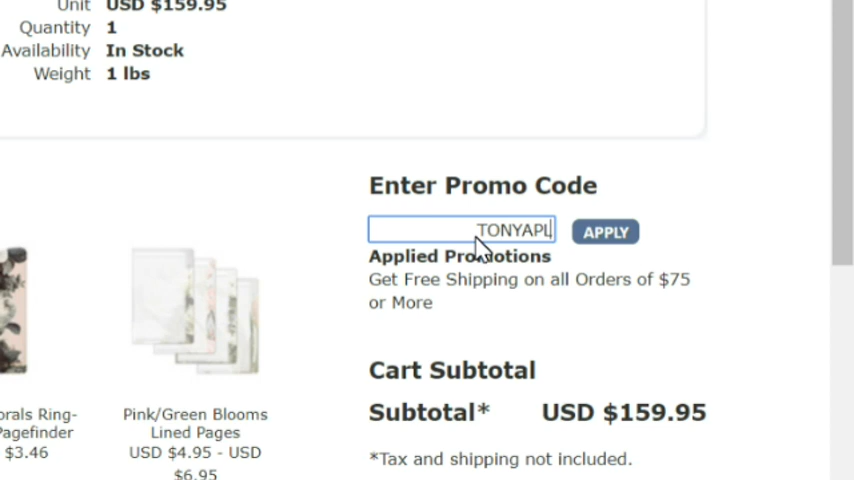 Unit USD $159.95
Quantity 1
Availability In Stock
Weight 1 lbs
Enter Promo Code
TONYAPL
APPLY
Applied Promotions
Get Free Shipping on all Orders of $75
or More
Cart Subtotal
Subtotal* USD $159.95
*Tax and shipping not included.
orals Ring-
Pagefinder
$3.46
Pink/Green Blooms
Lined Pages
USD $4.95 - USD
$6.95